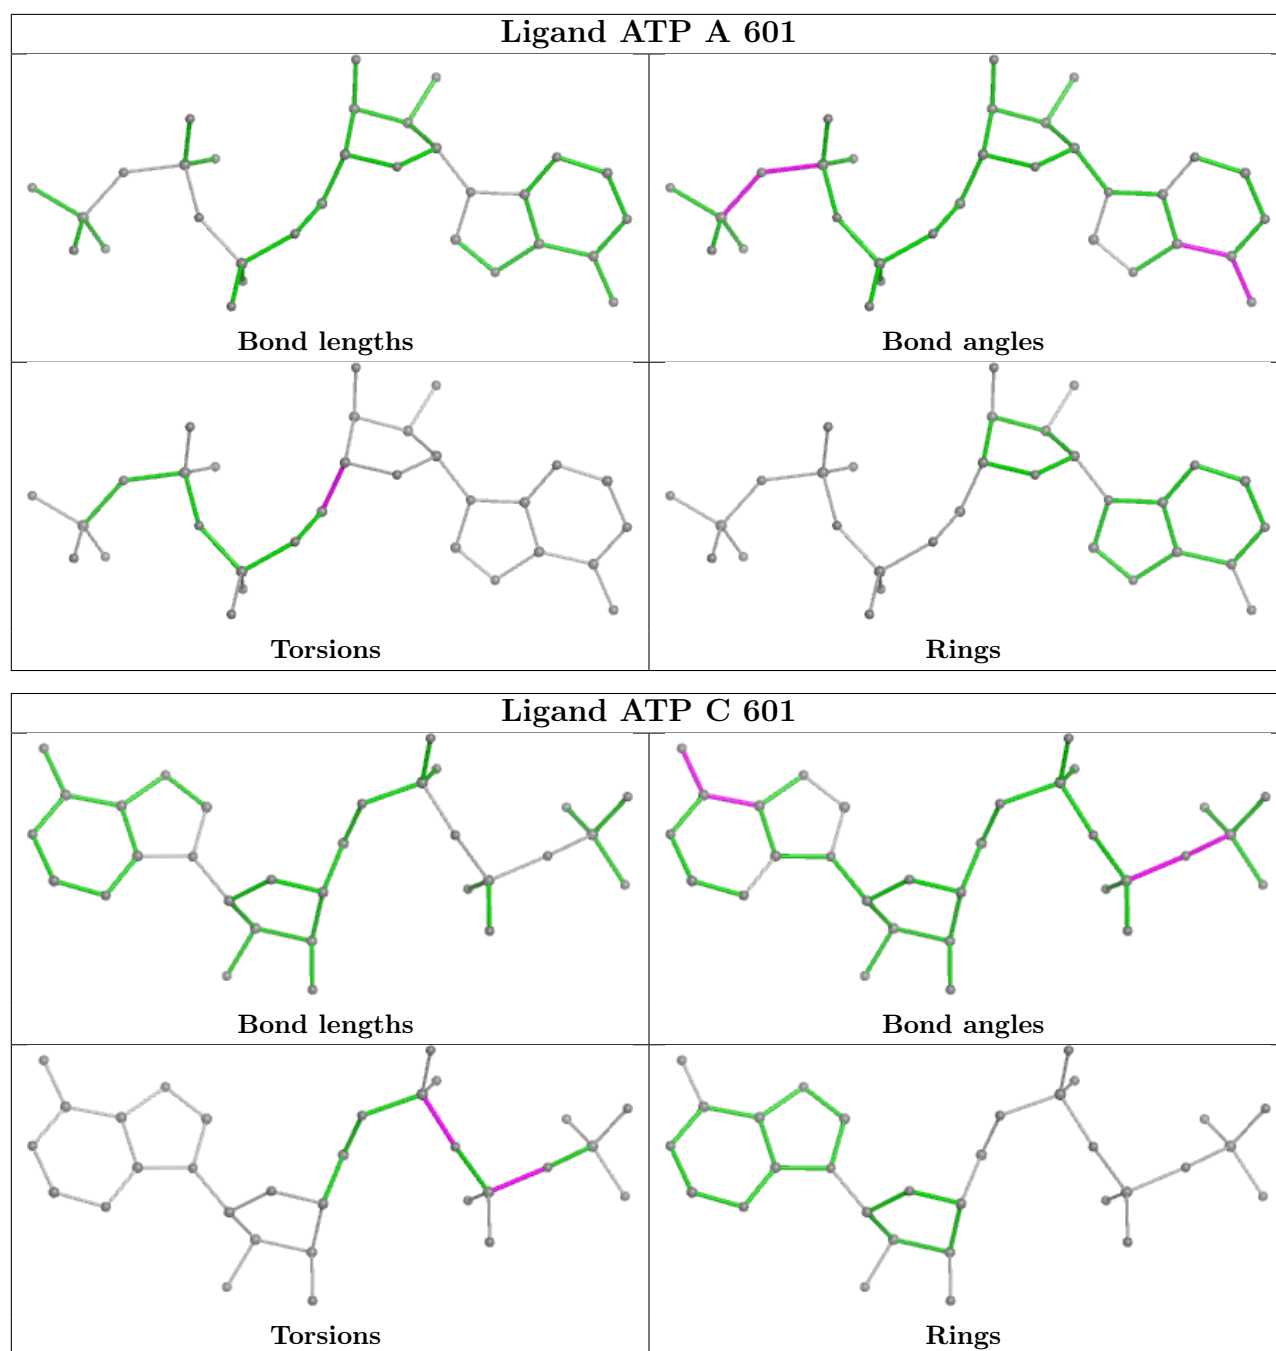 Ligand ATP A 601
Bond lengths
Bond angles
Torsions
Rings
Ligand ATP C 601
Bond lengths
Bond angles
Torsions
Rings